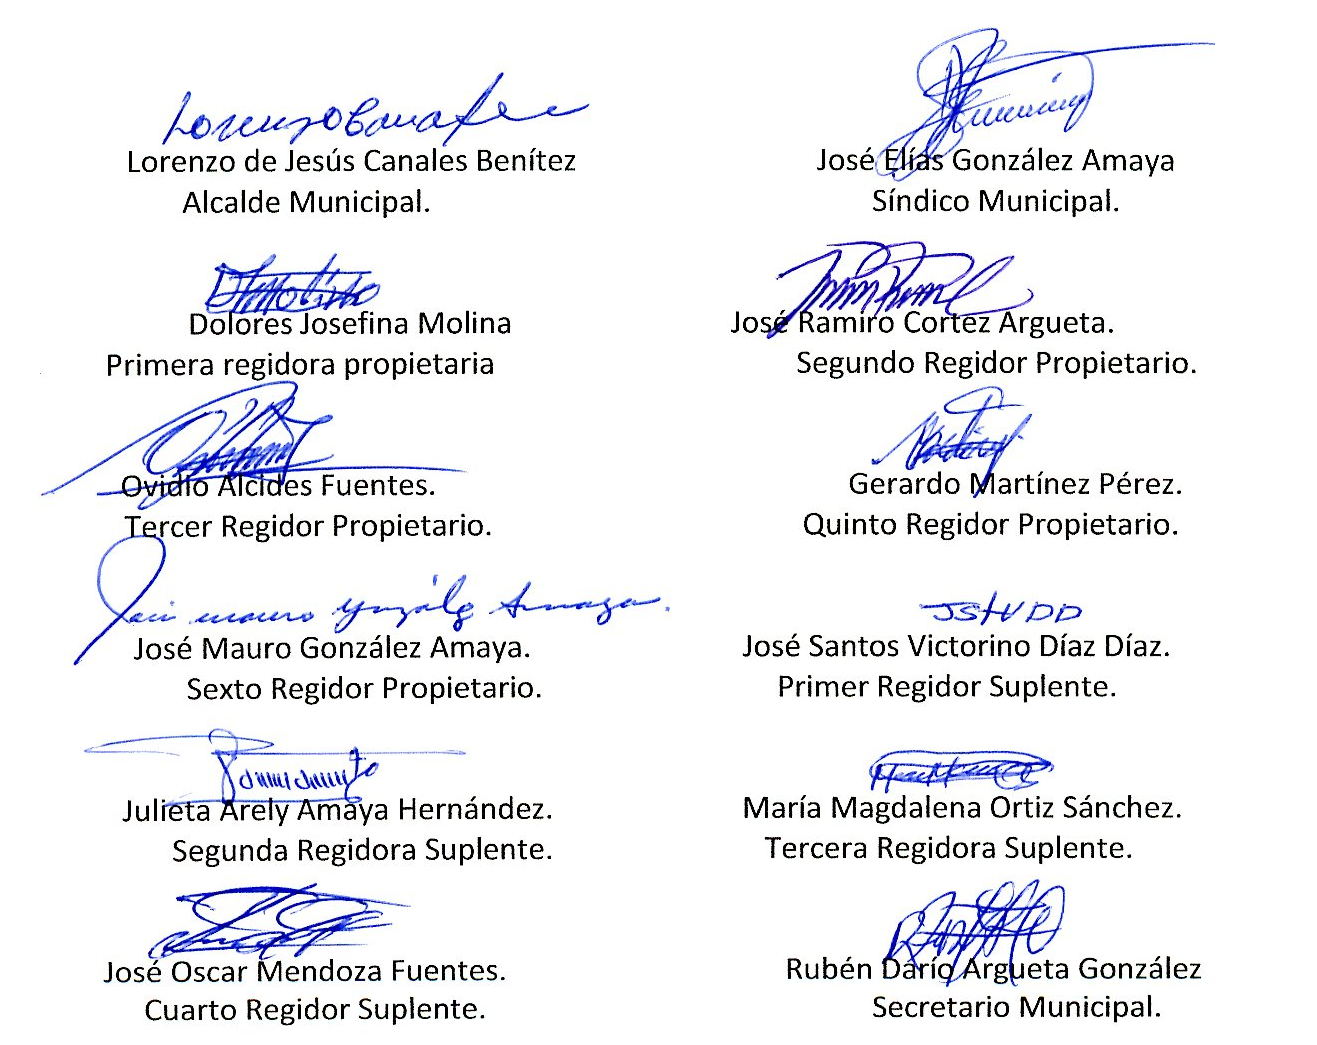 Lorenzo de Jesús Canales Benítez
Alcalde Municipal.
José Elías González Amaya
Síndico Municipal.
Dolores Josefina Molina
Primera regidora propietaria
José Ramiro Cortez Argueta.
Segundo Regidor Propietario.
Ovidio Alcides Fuentes.
Tercer Regidor Propietario.
Gerardo Martínez Pérez.
Quinto Regidor Propietario.
José Mauro González Amaya.
Sexto Regidor Propietario.
JSVDD
José Santos Victorino Díaz Díaz.
Primer Regidor Suplente.
Julieta Arely Amaya Hernández.
Segunda Regidora Suplente.
María Magdalena Ortiz Sánchez.
Tercera Regidora Suplente.
José Oscar Mendoza Fuentes.
Cuarto Regidor Suplente.
Rubén Darío Argueta González
Secretario Municipal.